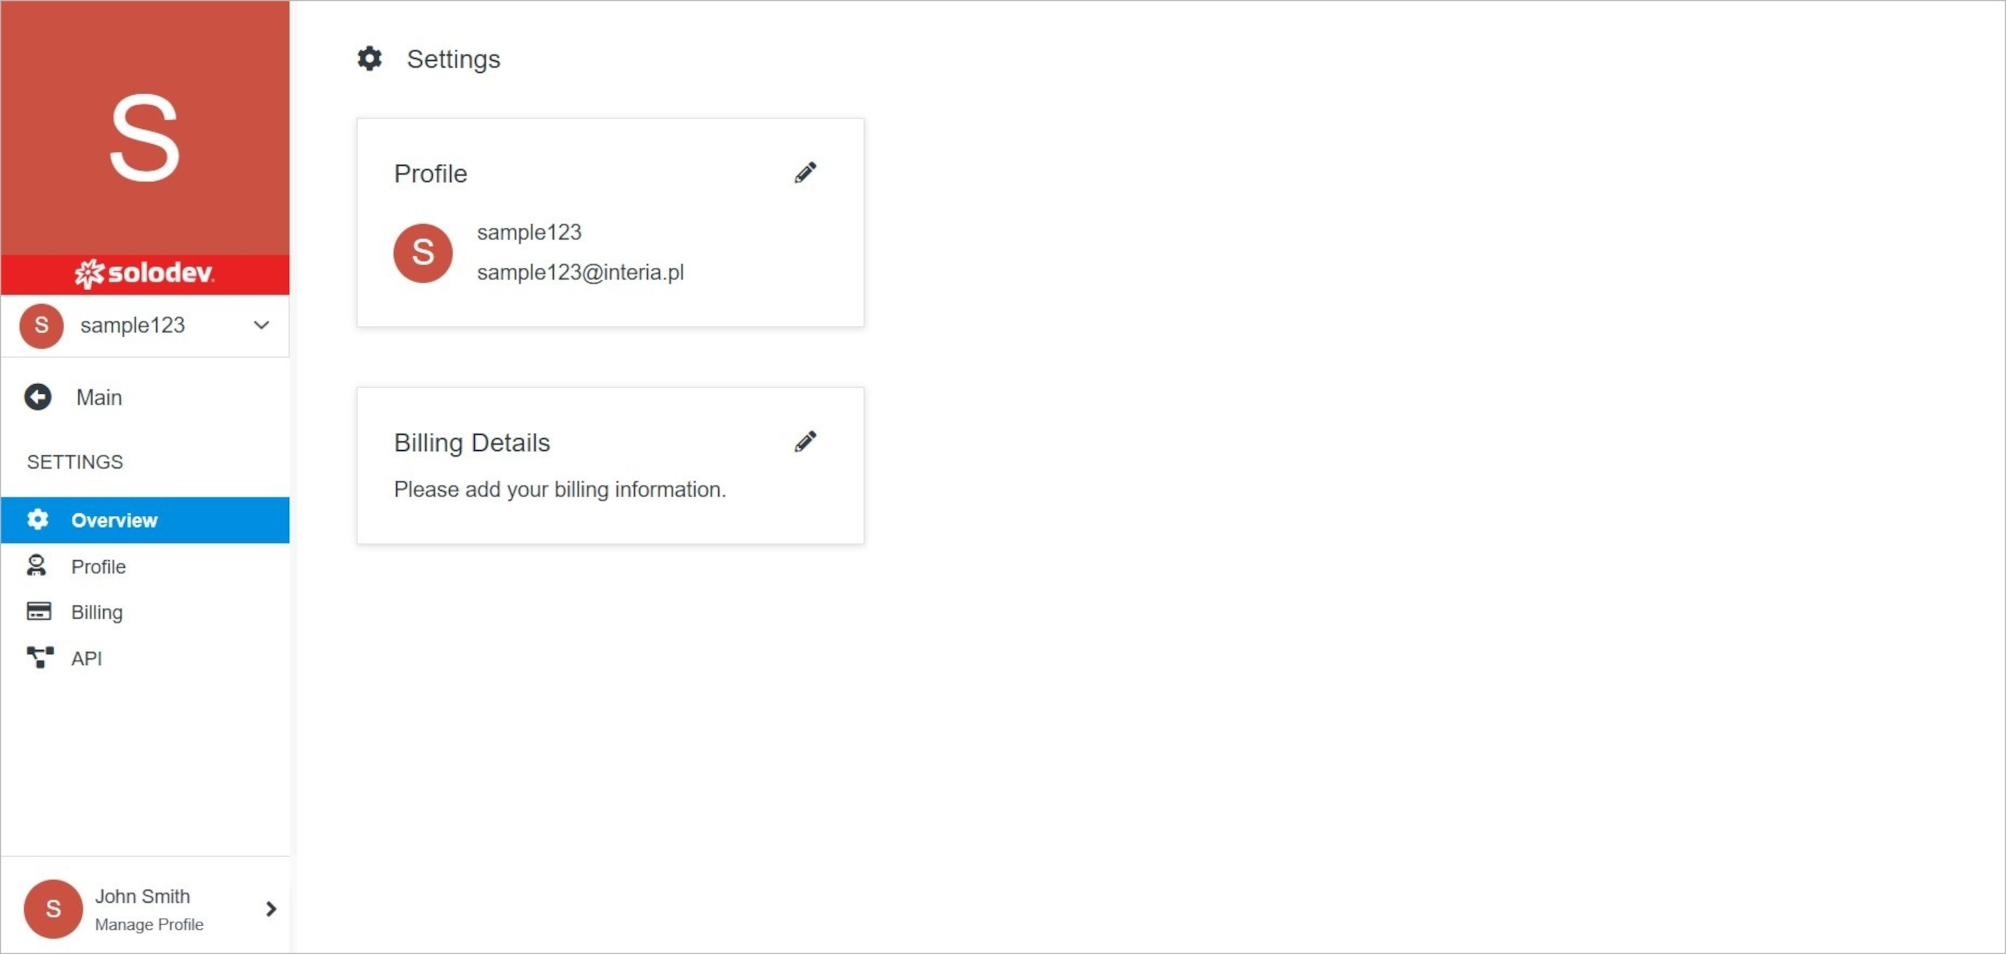 S
solodev
S sample123
Main
SETTINGS
Overview
Profile
Billing
API
S John Smith
Manage Profile
Settings
Profile
S
sample123
sample123@interia.pl
Billing Details
Please add your billing information.